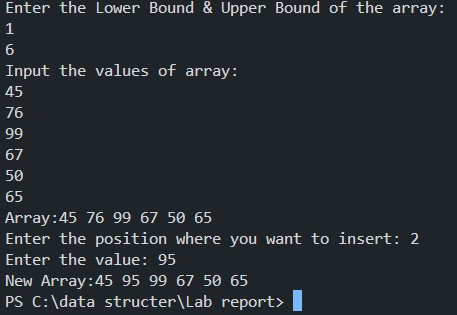 Enter the Lower Bound & Upper Bound of the array:
1
6
Input the values of array:
45
76
99
67
50
65
Array:45 76 99 67 50 65
Enter the position where you want to insert: 2
Enter the value: 95
New Array:45 95 99 67 50 65
PS C:\data structer\Lab report>